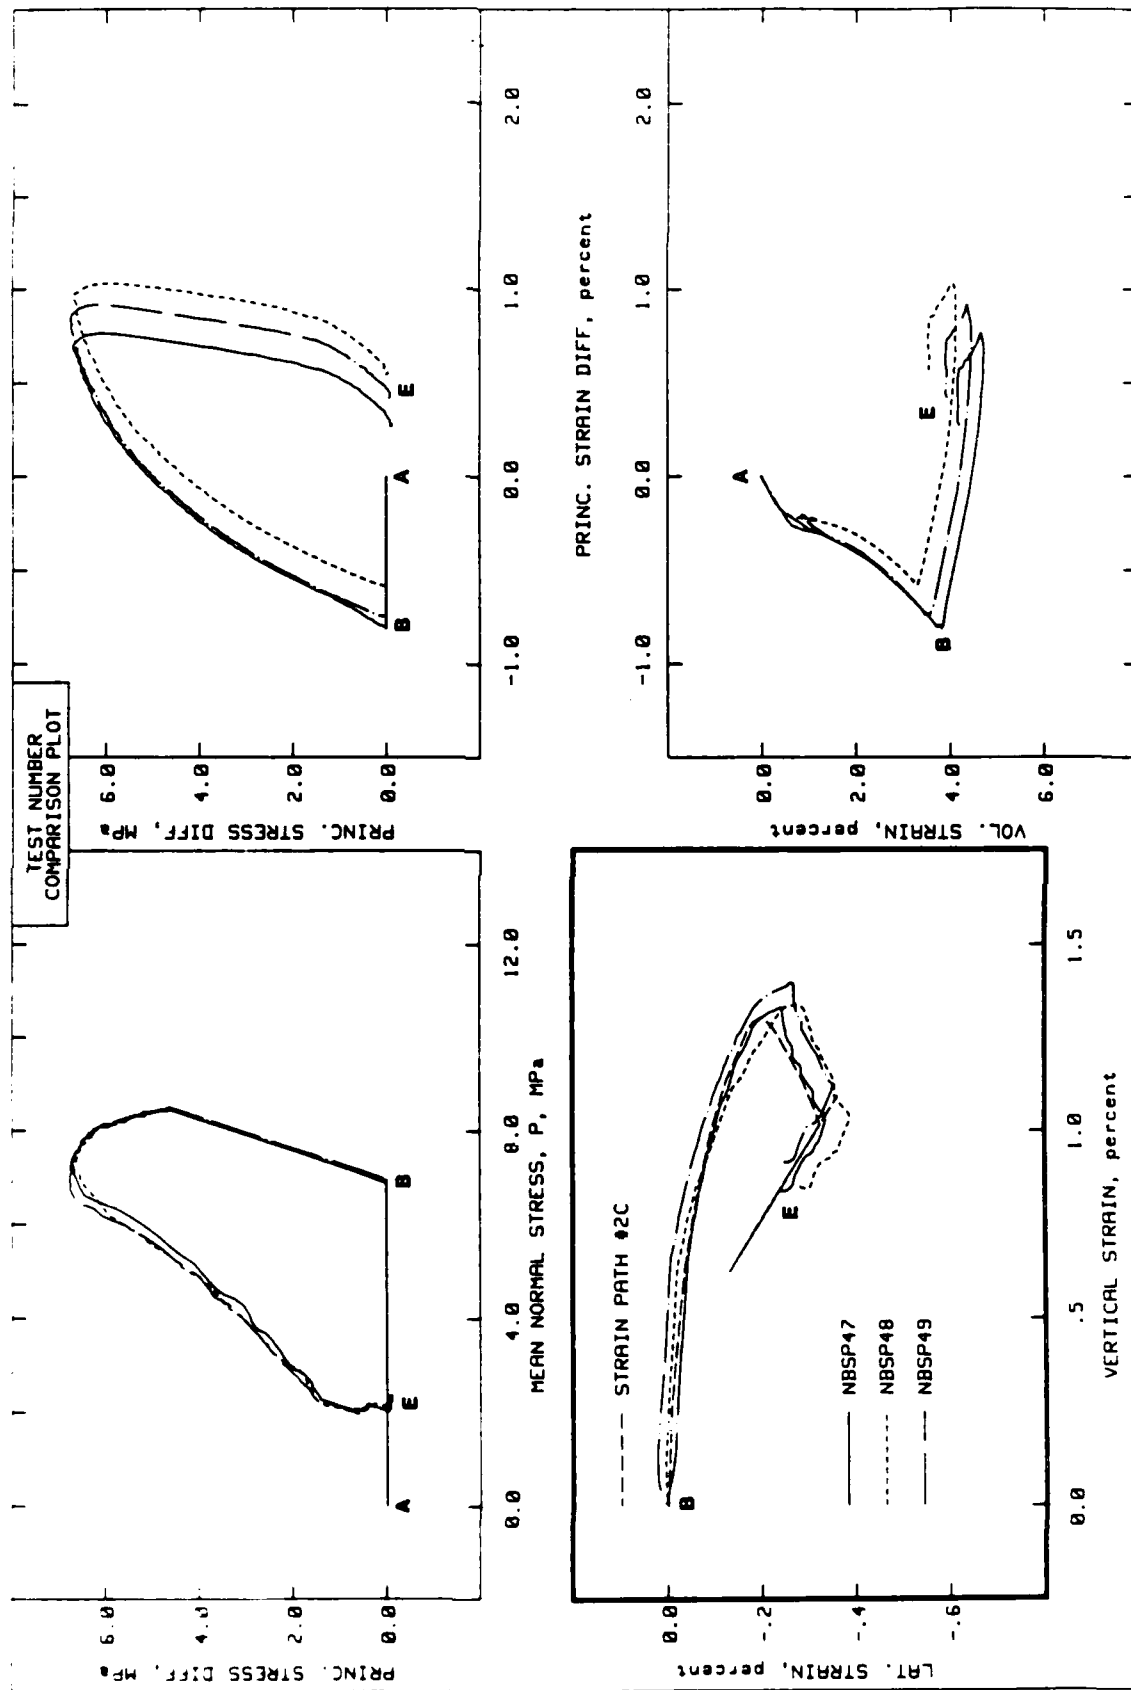 TEST NUMBER
COMPARISON PLOT
PRINC. STRESS DIFF, MPa
6.0
4.0
2.0
0.0
A
E
B
0.0
4.0
8.0
12.0
MEAN NORMAL STRESS, P, MPa
PRINC. STRESS DIFF, MPa
6.0
4.0
2.0
0.0
B
A
E
-1.0
0.0
1.0
2.0
PRINC. STRAIN DIFF, percent
LAT. STRAIN, percent
0.0
-.2
-.4
-.6
STRAIN PATH #2C
B
E
NBSP47
NBSP48
NBSP49
0.0
.5
1.0
1.5
VERTICAL STRAIN, percent
VOL. STRAIN, percent
0.0
2.0
4.0
6.0
A
B
E
-1.0
0.0
1.0
2.0